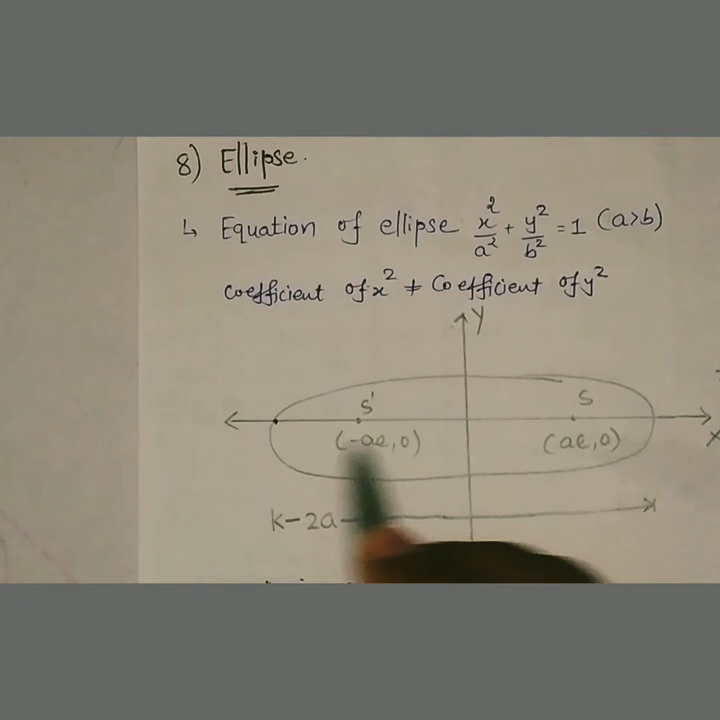 8) Ellipse.
↳ Equation of ellipse x²/a² + y²/b² = 1 (a>b)
coefficient of x² ≠ Coefficient of y²
y
S' S
(-ae,0) (ae,0)
x
k-2a